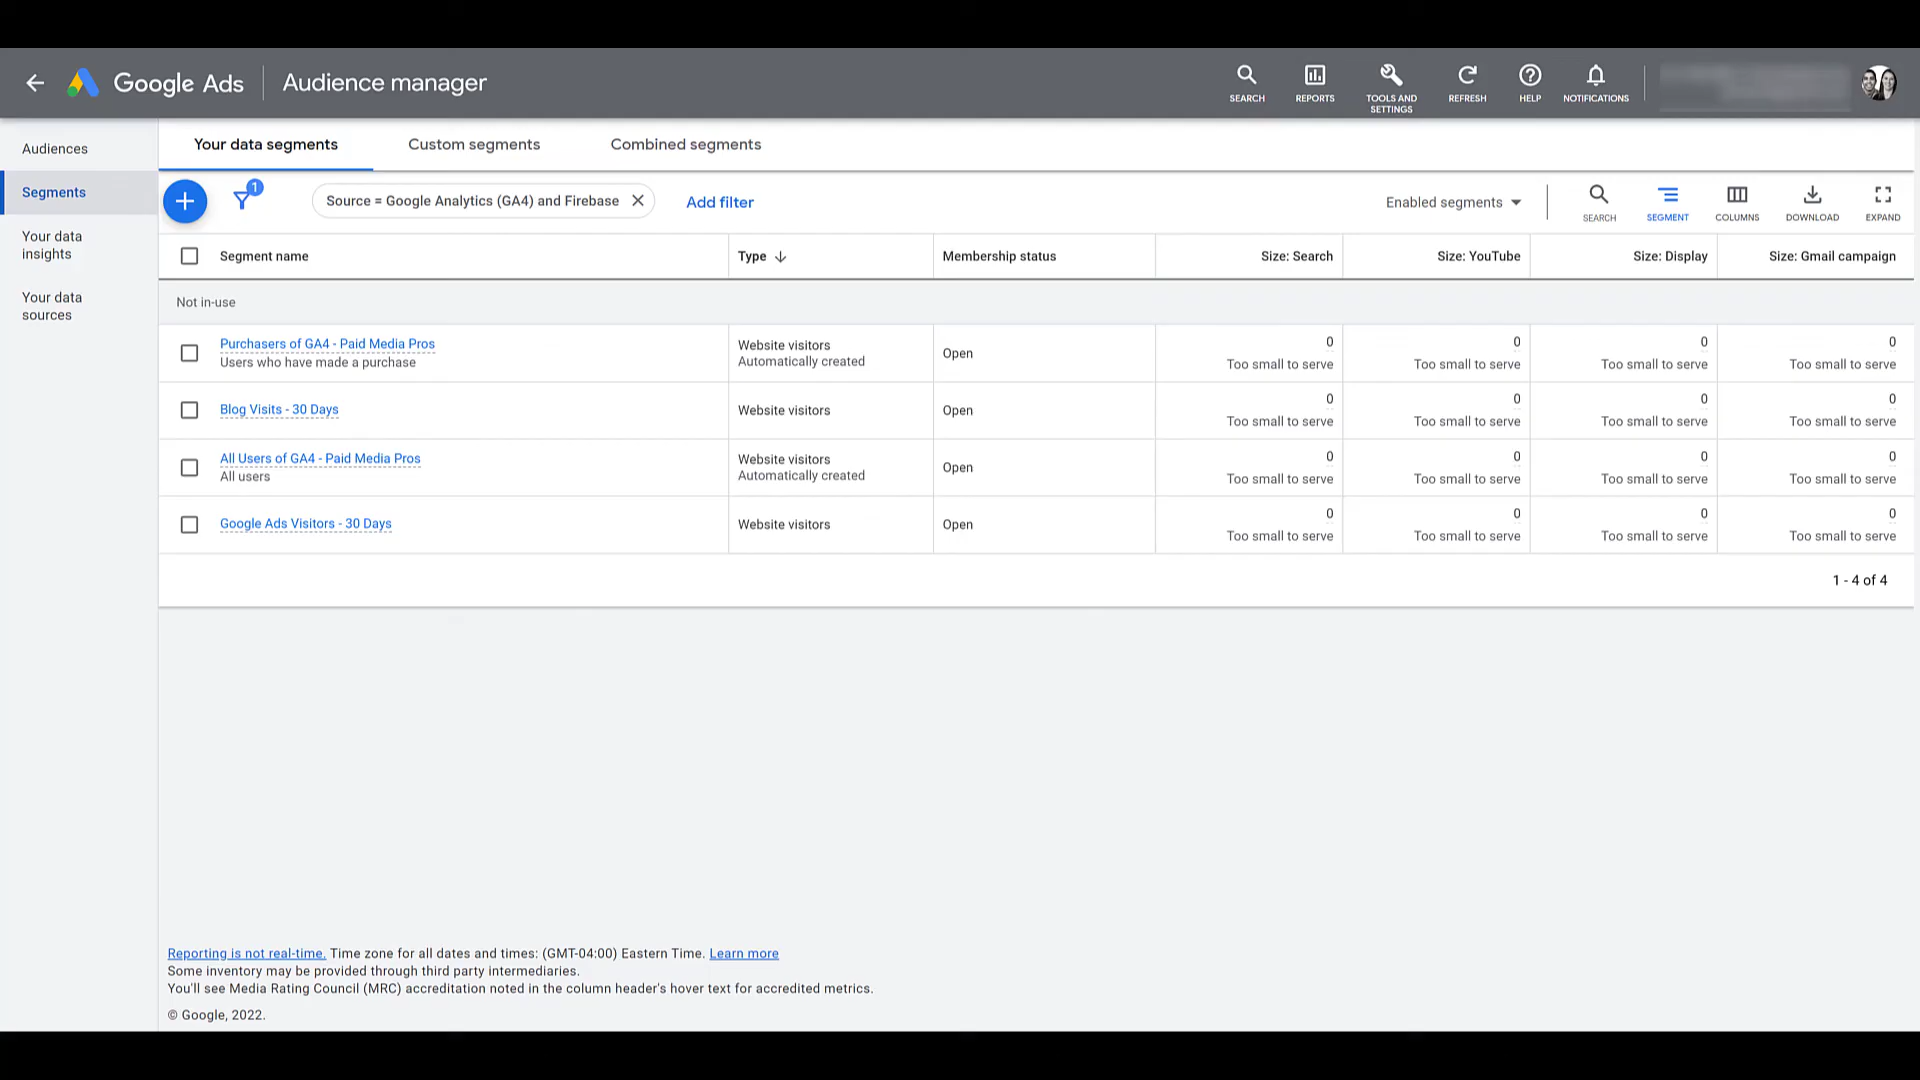 Google Ads
Audience manager
SEARCH
REPORTS
TOOLS AND
SETTINGS
REFRESH
HELP
NOTIFICATIONS
Audiences
Segments
Your data
insights
Your data
sources
Your data segments
Custom segments
Combined segments
1
Source = Google Analytics (GA4) and Firebase
Add filter
Enabled segments
SEARCH
SEGMENT
COLUMNS
DOWNLOAD
EXPAND
Segment name
Type
Membership status
Size: Search
Size: YouTube
Size: Display
Size: Gmail campaign
Not in-use
Purchasers of GA4 - Paid Media Pros
Users who have made a purchase
Website visitors
Automatically created
Open
0
Too small to serve
0
Too small to serve
0
Too small to serve
0
Too small to serve
Blog Visits - 30 Days
Website visitors
Open
0
Too small to serve
0
Too small to serve
0
Too small to serve
0
Too small to serve
All Users of GA4 - Paid Media Pros
All users
Website visitors
Automatically created
Open
0
Too small to serve
0
Too small to serve
0
Too small to serve
0
Too small to serve
Google Ads Visitors - 30 Days
Website visitors
Open
0
Too small to serve
0
Too small to serve
0
Too small to serve
0
Too small to serve
1 - 4 of 4
Reporting is not real-time. Time zone for all dates and times: (GMT-04:00) Eastern Time. Learn more
Some inventory may be provided through third party intermediaries.
You'll see Media Rating Council (MRC) accreditation noted in the column header's hover text for accredited metrics.
© Google, 2022.